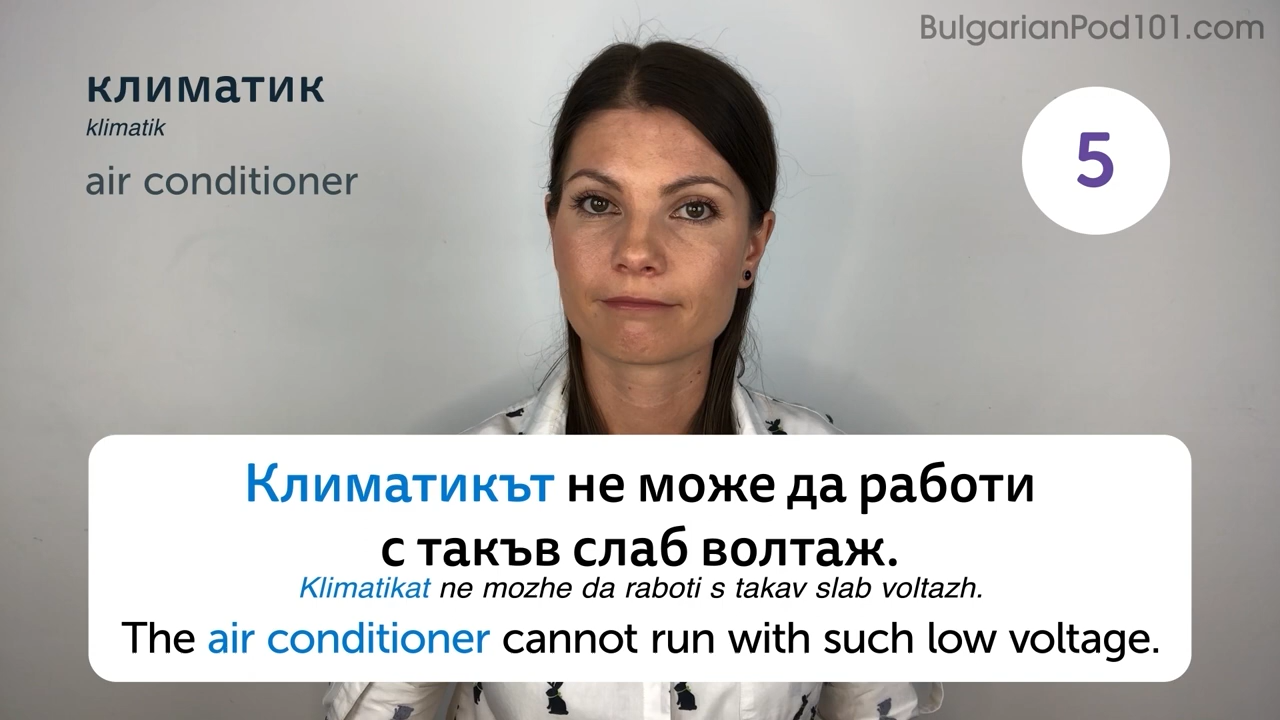 BulgarianPod101.com
климатик
klimatik
air conditioner
5
Климатикът не може да работи
с такъв слаб волтаж.
Klimatikat ne mozhe da raboti s takav slab voltazh.
The air conditioner cannot run with such low voltage.